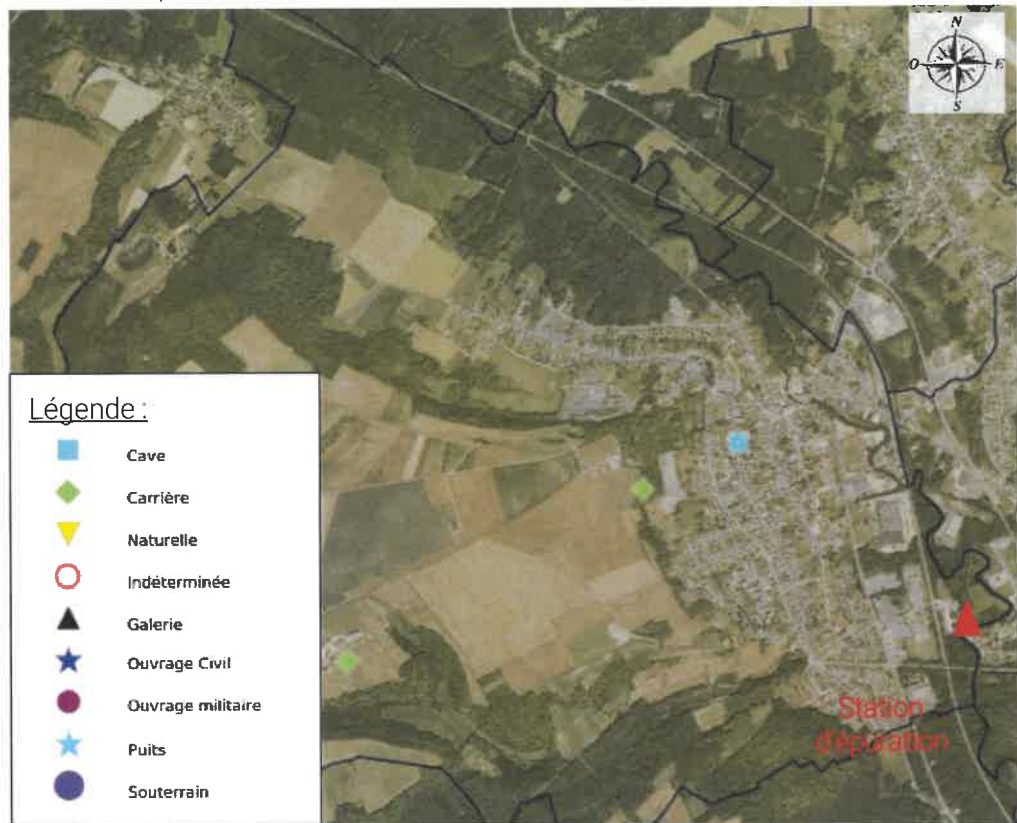 N
O
E
S
Légende :
Cave
Carrière
Naturelle
Indéterminée
Galerie
Ouvrage Civil
Ouvrage militaire
Puits
Souterrain
Station
d'épuration